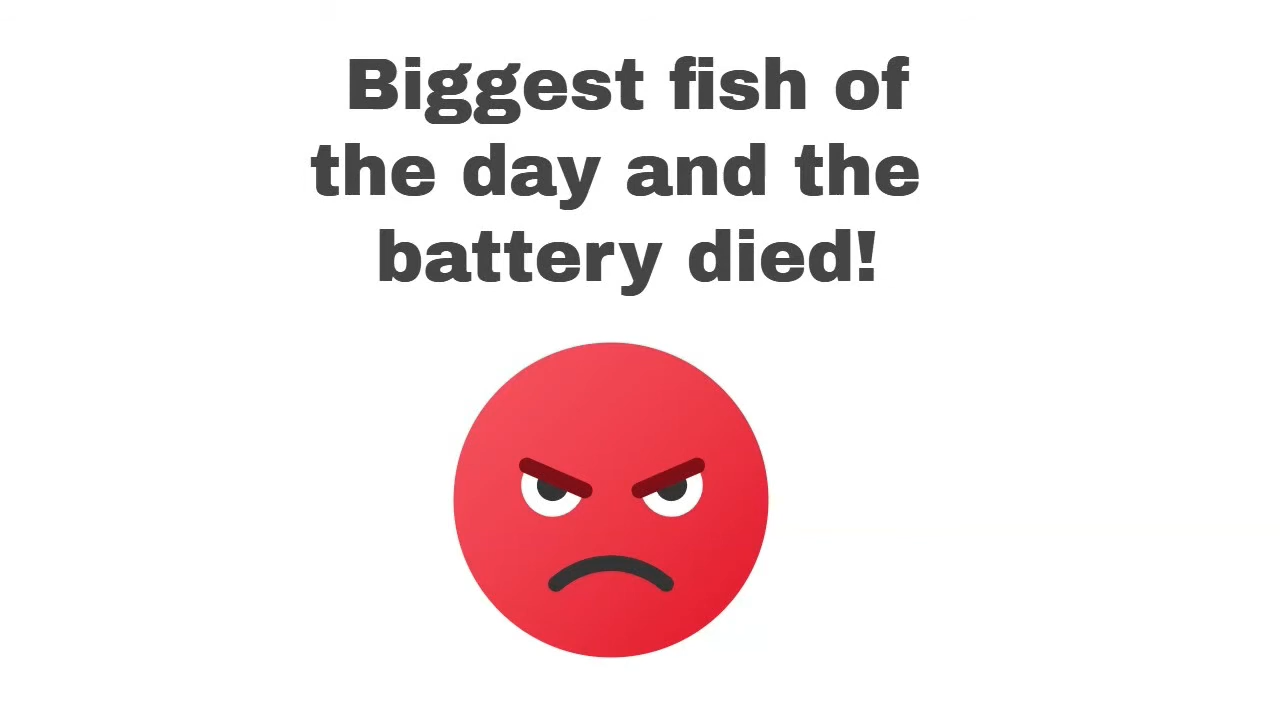 Biggest fish of
the day and the
battery died!